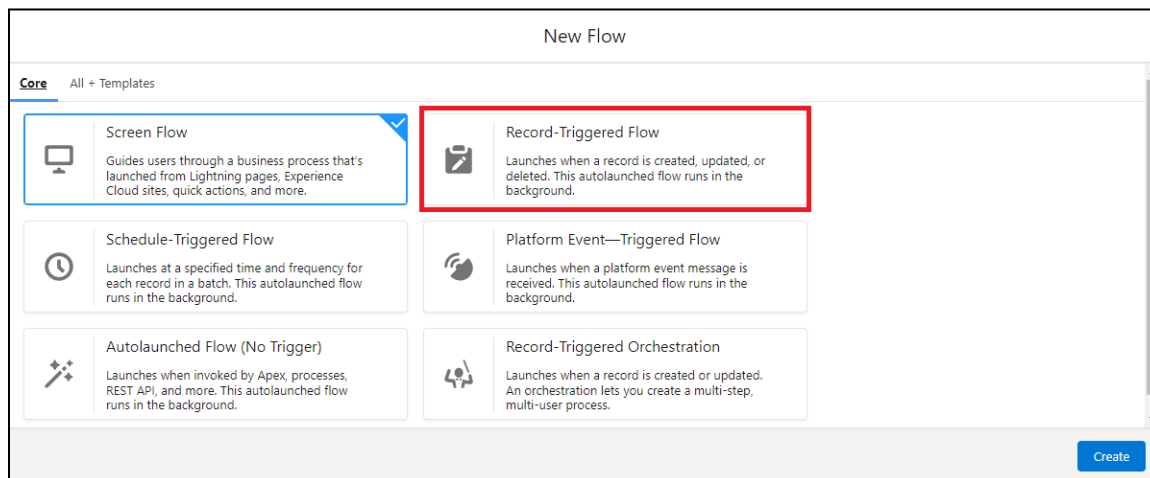 New Flow
Core
All + Templates
Screen Flow
Guides users through a business process that's
launched from Lightning pages, Experience
Cloud sites, quick actions, and more.
Record-Triggered Flow
Launches when a record is created, updated, or
deleted. This autolaunched flow runs in the
background.
Schedule-Triggered Flow
Launches at a specified time and frequency for
each record in a batch. This autolaunched flow
runs in the background.
Platform Event—Triggered Flow
Launches when a platform event message is
received. This autolaunched flow runs in the
background.
Autolaunched Flow (No Trigger)
Launches when invoked by Apex, processes,
REST API, and more. This autolaunched flow
runs in the background.
Record-Triggered Orchestration
Launches when a record is created or updated.
An orchestration lets you create a multi-step,
multi-user process.
Create